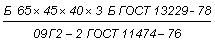 Б 65×45×40×3 Б ГОСТ 13229-78
09Г2–2 ГОСТ 11474–76